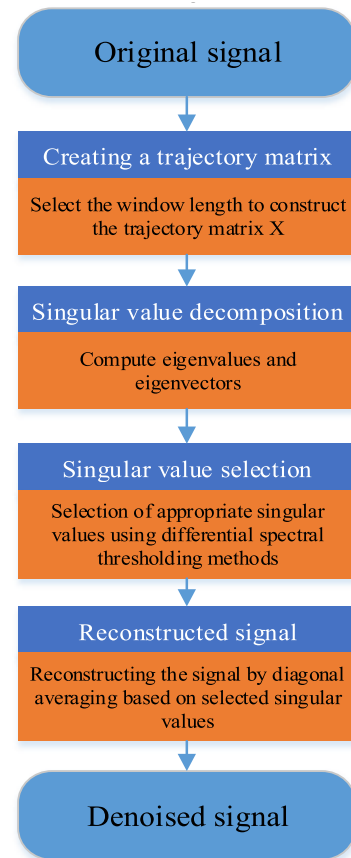 Original signal
Creating a trajectory matrix
Select the window length to construct
the trajectory matrix X
Singular value decomposition
Compute eigenvalues and
eigenvectors
Singular value selection
Selection of appropriate singular
values using differential spectral
thresholding methods
Reconstructed signal
Reconstructing the signal by diagonal
averaging based on selected singular
values
Denoised signal